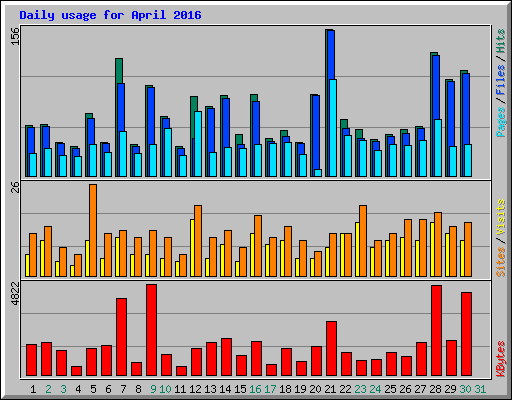 Daily usage for April 2016
156
Pages / Files / Hits
26
Sites / Visits
4822
KBytes
1 2 3 4 5 6 7 8 9 10 11 12 13 14 15 16 17 18 19 20 21 22 23 24 25 26 27 28 29 30 31